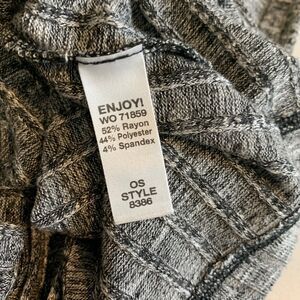 ENJOY!
WO 71859
52% Rayon
44% Polyester
4% Spandex
OS
STYLE
8386